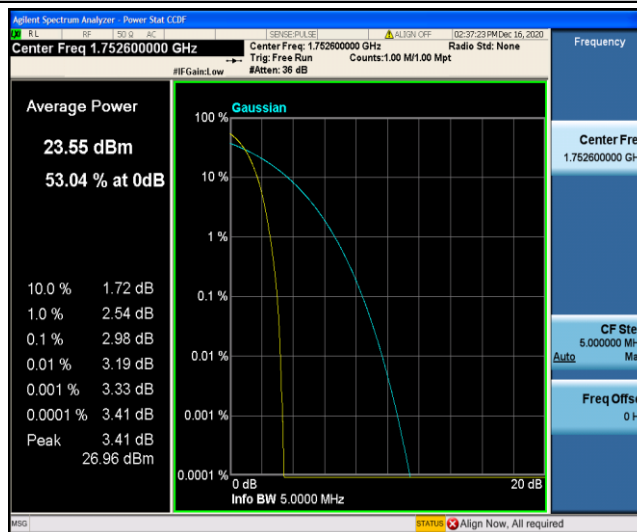 Agilent Spectrum Analyzer - Power Stat CCDF
RL RF 50 Ω AC SENSE:PULSE ALIGN OFF 02:37:23 PM Dec 16, 2020
Center Freq 1.752600000 GHz
Center Freq: 1.752600000 GHz Radio Std: None
Trig: Free Run Counts:1.00 M/1.00 Mpt
#IFGain:Low #Atten: 36 dB
Frequency
Average Power
23.55 dBm
53.04 % at 0dB
10.0 % 1.72 dB
1.0 % 2.54 dB
0.1 % 2.98 dB
0.01 % 3.19 dB
0.001 % 3.33 dB
0.0001 % 3.41 dB
Peak 3.41 dB
26.96 dBm
Gaussian
100 %
10 %
1 %
0.1 %
0.01 %
0.001 %
0.0001 %
0 dB 20 dB
Info BW 5.0000 MHz
Center Fre
1.752600000 GH
CF Ste
5.000000 MH
Auto Ma
Freq Offs
0 H
MSG STATUS Align Now, All required